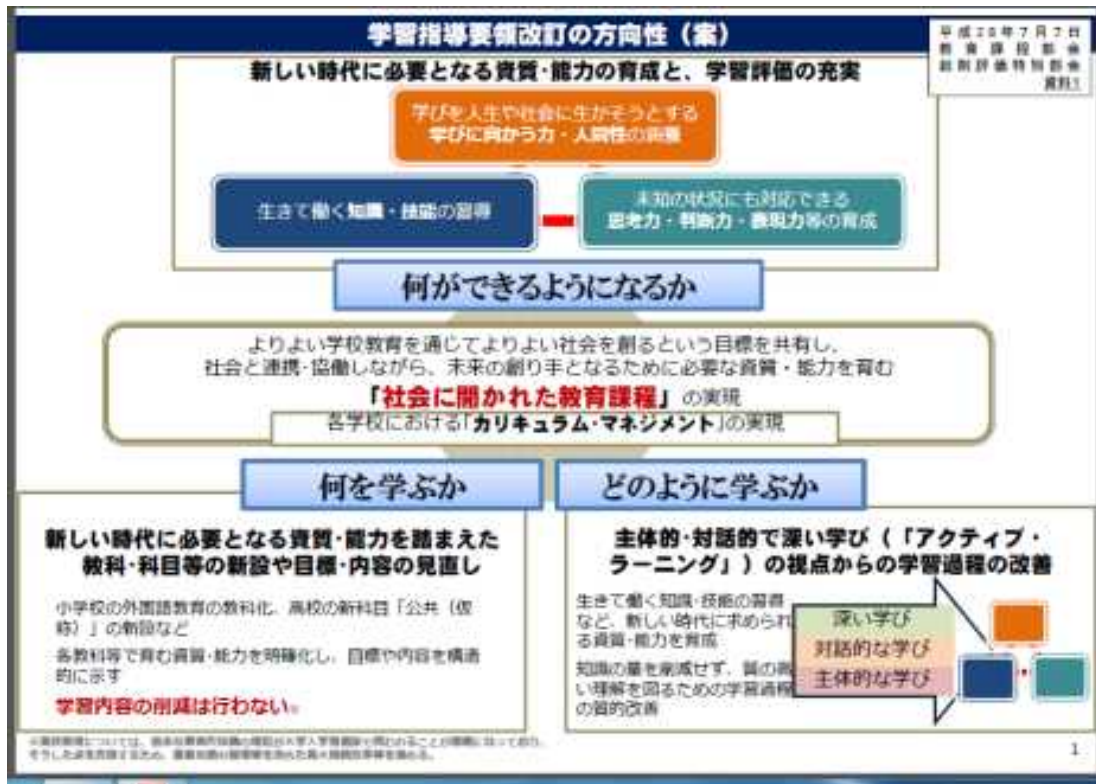 学習指導要領改訂の方向性（案）
平成28年7月7日
教育課程部会
総則評価特別部会
新しい時代に必要となる資質･能力の育成と、学習評価の充実
学びを人生や社会に生かそうとする
学びに向かう力・人間性の
生きて働く知識・技能の習得
未知の状況にも対応できる
思考力・判断力・表現力等の育成
何ができるようになるか
よりよい学校教育を通じてよりよい社会を創るという目標を共有し、
社会と連携･協働しながら、未来の創り手となるために必要な資質・能力を育む
「社会に開かれた教育課程」の実現
各学校における「カリキュラム･マネジメント」の実現
何を学ぶか
新しい時代に必要となる資質･能力を踏まえた
教科･科目等の新設や目標･内容の見直し
小学校の外国語教育の教科化、高校の新科目「公共（仮
称）」の新設など
各教科等で育む資質･能力を明確化し、目標や内容を構造
的に示す
学習内容の削減は行わない※
どのように学ぶか
主体的･対話的で深い学び（「アクティブ・
ラーニング」）の視点からの学習過程の改善
生きて働く知識･技能の習得
など、新しい時代に求められ
る資質･能力を育成
知識の量を削減せず、質の高
い理解を図るための学習過程
の質的改善
深い学び
対話的な学び
主体的な学び
1